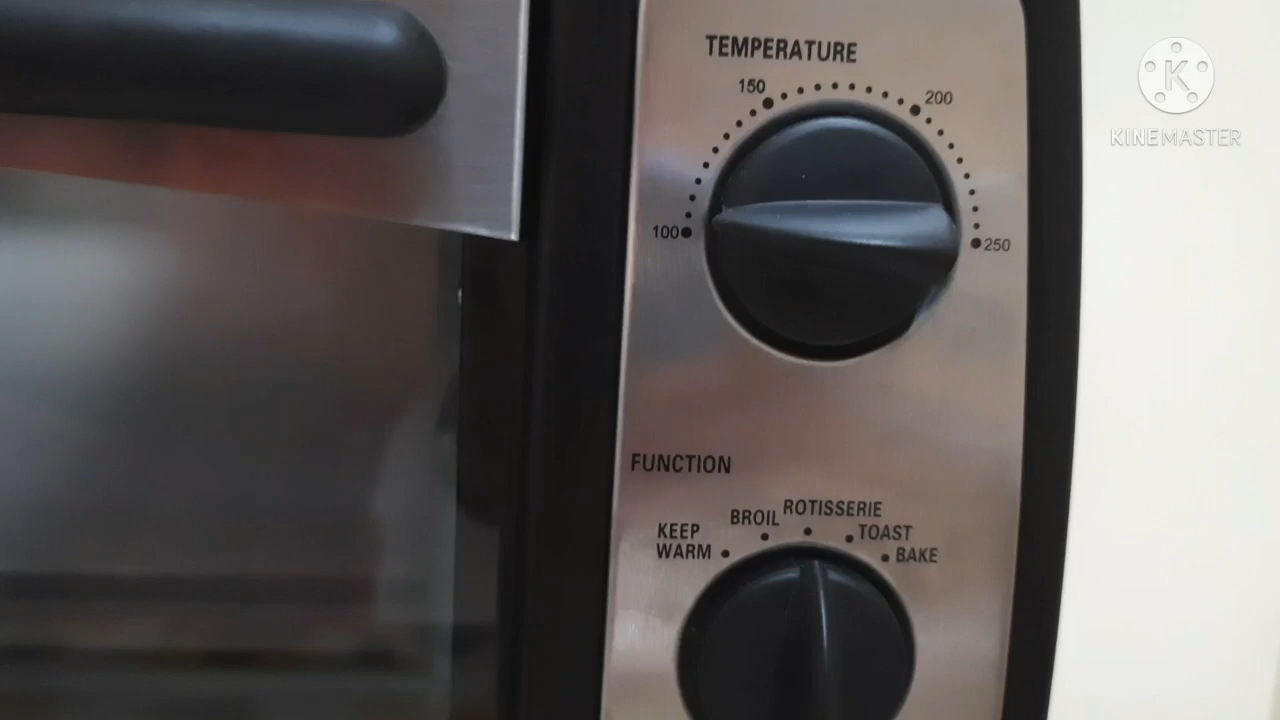 TEMPERATURE
150
200
100
250
FUNCTION
KEEP
WARM
BROIL
ROTISSERIE
TOAST
BAKE
K
KINEMASTER